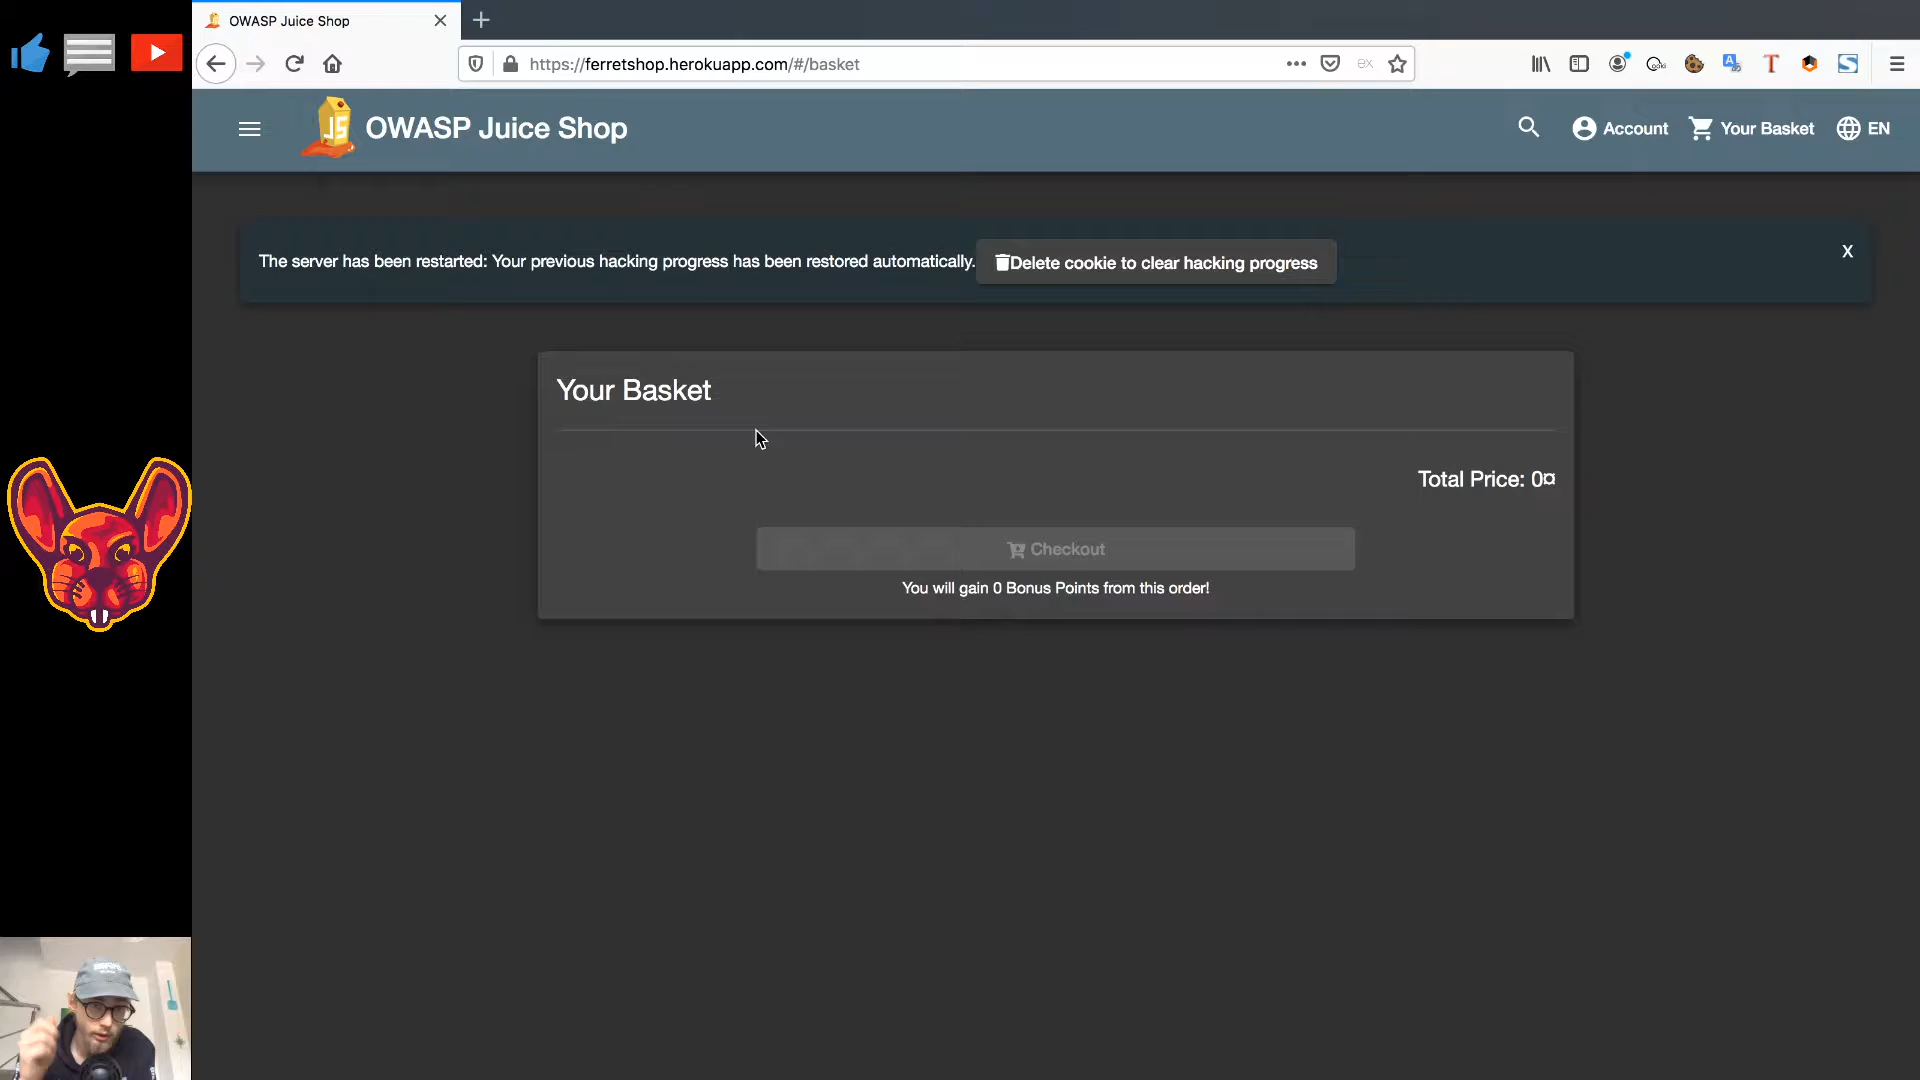 OWASP Juice Shop
https://ferretshop.herokuapp.com/#/basket
JS
OWASP Juice Shop
Account
Your Basket
EN
The server has been restarted: Your previous hacking progress has been restored automatically.
Delete cookie to clear hacking progress
X
Your Basket
Total Price: 0¤
Checkout
You will gain 0 Bonus Points from this order!